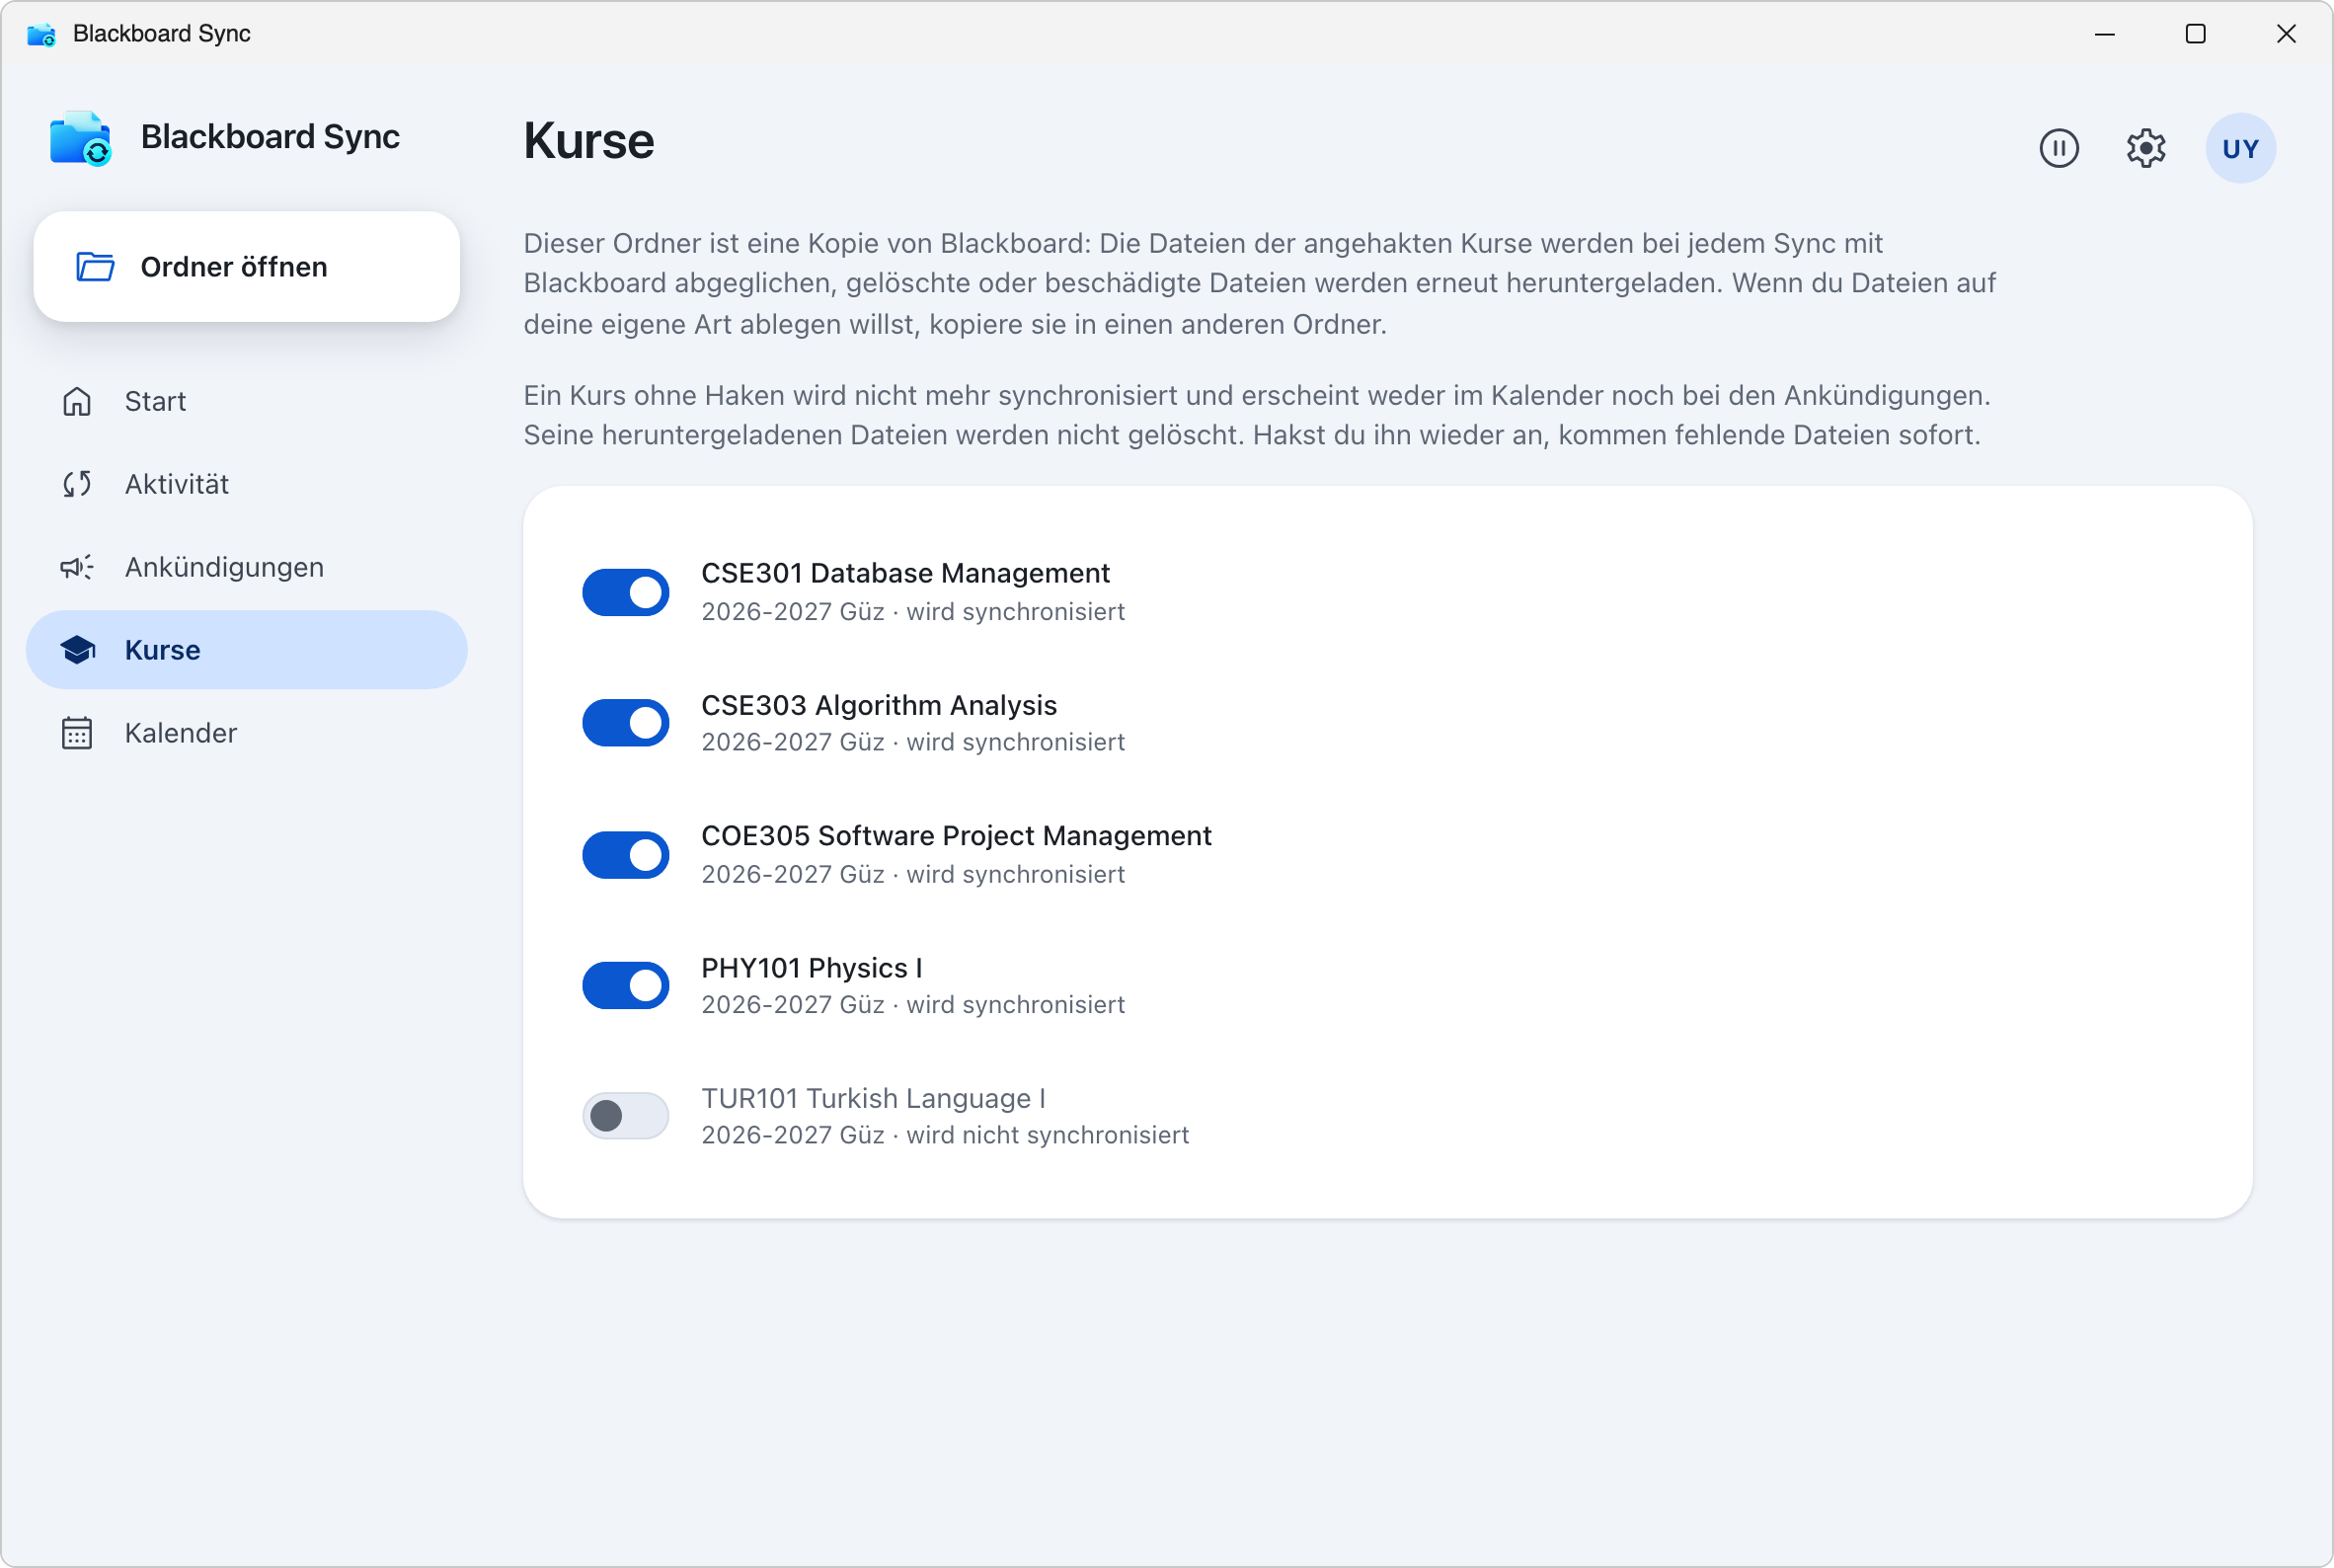 Blackboard Sync
Blackboard Sync
Ordner öffnen
Start
Aktivität
Ankündigungen
Kurse
Kalender
Kurse
UY
Dieser Ordner ist eine Kopie von Blackboard: Die Dateien der angehakten Kurse werden bei jedem Sync mit
Blackboard abgeglichen, gelöschte oder beschädigte Dateien werden erneut heruntergeladen. Wenn du Dateien auf
deine eigene Art ablegen willst, kopiere sie in einen anderen Ordner.
Ein Kurs ohne Haken wird nicht mehr synchronisiert und erscheint weder im Kalender noch bei den Ankündigungen.
Seine heruntergeladenen Dateien werden nicht gelöscht. Hakst du ihn wieder an, kommen fehlende Dateien sofort.
CSE301 Database Management
2026-2027 Güz · wird synchronisiert
CSE303 Algorithm Analysis
2026-2027 Güz · wird synchronisiert
COE305 Software Project Management
2026-2027 Güz · wird synchronisiert
PHY101 Physics I
2026-2027 Güz · wird synchronisiert
TUR101 Turkish Language I
2026-2027 Güz · wird nicht synchronisiert